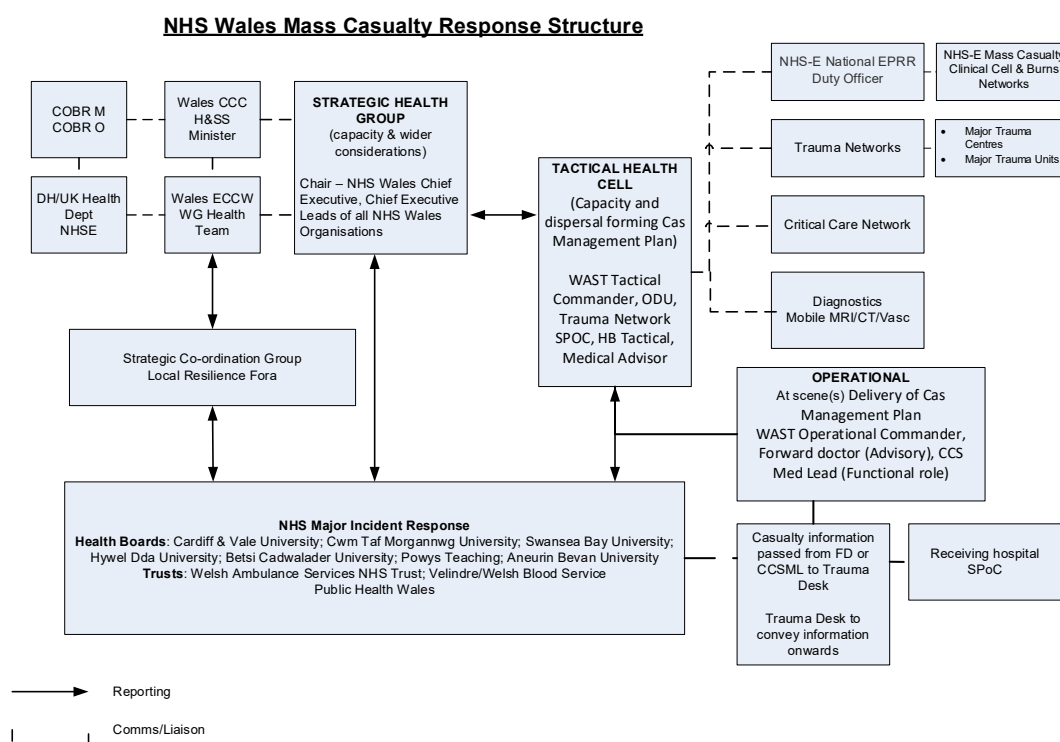 NHS Wales Mass Casualty Response Structure
COBR M
COBR O
Wales CCC
H&SS
Minister
DH/UK Health
Dept
NHSE
Wales ECCW
WG Health
Team
STRATEGIC HEALTH
GROUP
(capacity & wider
considerations)
Chair – NHS Wales Chief
Executive, Chief Executive
Leads of all NHS Wales
Organisations
TACTICAL HEALTH
CELL
(Capacity and
dispersal forming Cas
Management Plan)
WAST Tactical
Commander, ODU,
Trauma Network
SPOC, HB Tactical,
Medical Advisor
NHS-E National EPRR
Duty Officer
NHS-E Mass Casualty
Clinical Cell & Burns
Networks
Trauma Networks
• Major Trauma
Centres
• Major Trauma Units
Critical Care Network
Diagnostics
Mobile MRI/CT/Vasc
Strategic Co-ordination Group
Local Resilience Fora
OPERATIONAL
At scene(s) Delivery of Cas
Management Plan
WAST Operational Commander,
Forward doctor (Advisory), CCS
Med Lead (Functional role)
NHS Major Incident Response
Health Boards: Cardiff & Vale University; Cwm Taf Morgannwg University; Swansea Bay University;
Hywel Dda University; Betsi Cadwalader University; Powys Teaching; Aneurin Bevan University
Trusts: Welsh Ambulance Services NHS Trust; Velindre/Welsh Blood Service
Public Health Wales
Casualty information
passed from FD or
CCSML to Trauma
Desk
Trauma Desk to
convey information
onwards
Receiving hospital
SPoC
Reporting
Comms/Liaison